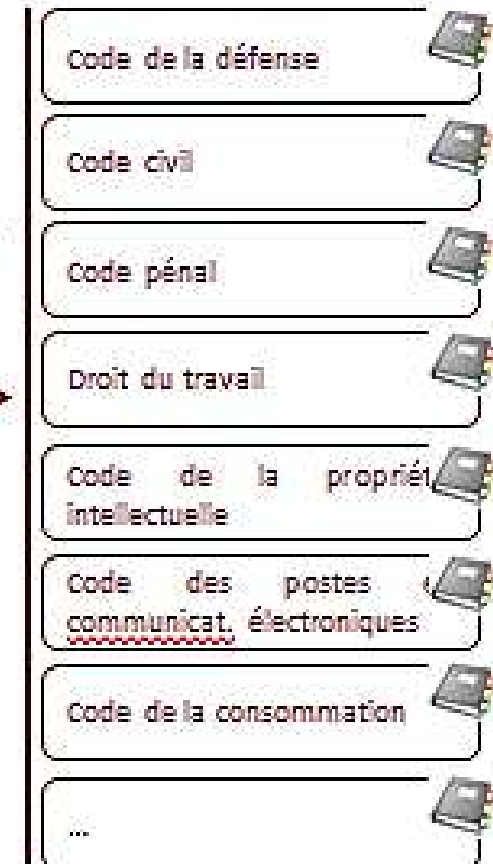 Code de la défense
Code civil
Code pénal
Droit du travail
Code de la propriét
intellectuelle
Code des postes e
communicat. électroniques
Code de la consommation
...